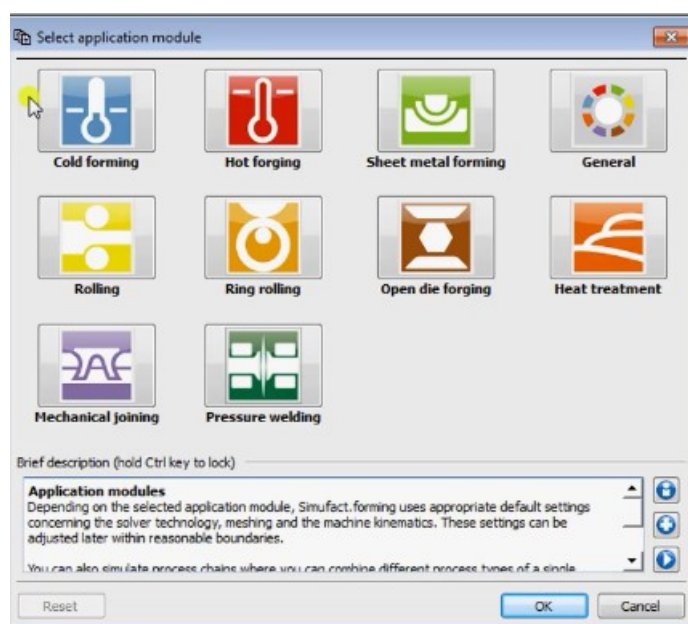 Select application module
Cold forming
Hot forging
Sheet metal forming
General
Rolling
Ring rolling
Open die forging
Heat treatment
Mechanical joining
Pressure welding
Brief description (hold Ctrl key to lock)
Application modules
Depending on the selected application module, Simufact.forming uses appropriate default settings
concerning the solver technology, meshing and the machine kinematics. These settings can be
adjusted later within reasonable boundaries.
You can also simulate process chains where you can combine different process types of a single
Reset
OK
Cancel